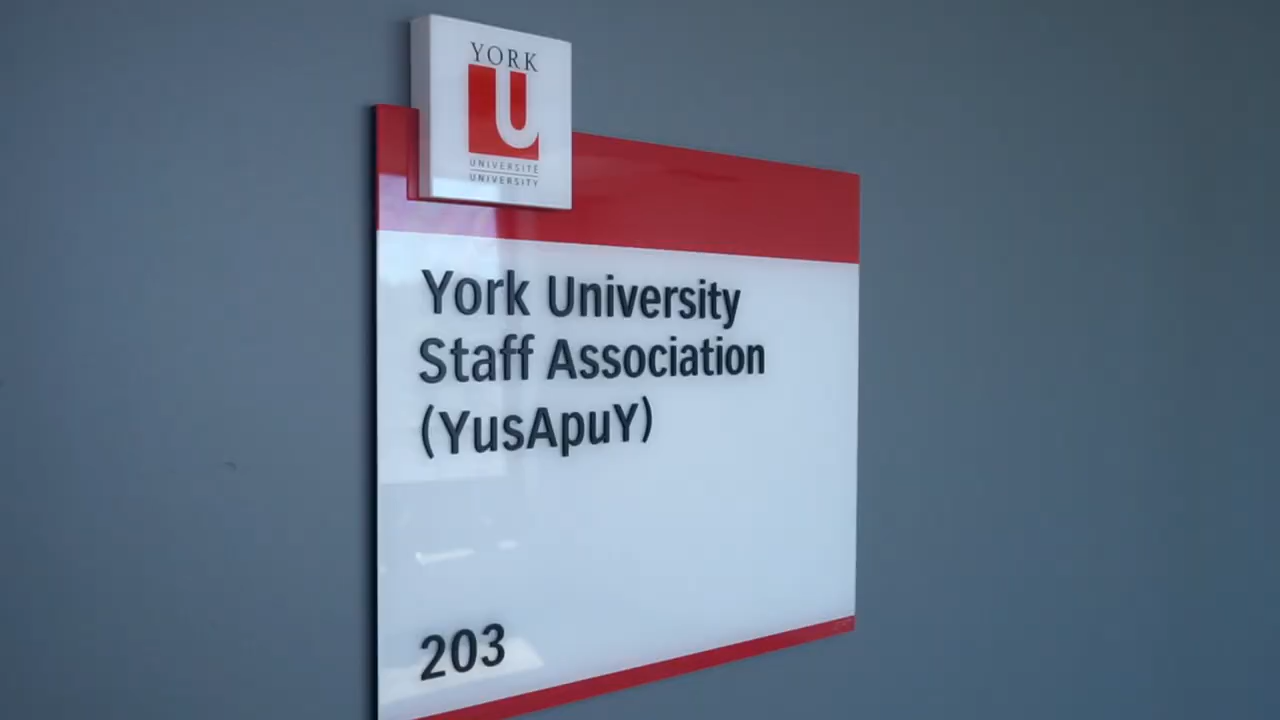 YORK
U
UNIVERSITÉ
UNIVERSITY
York University
Staff Association
(YusApuY)
203